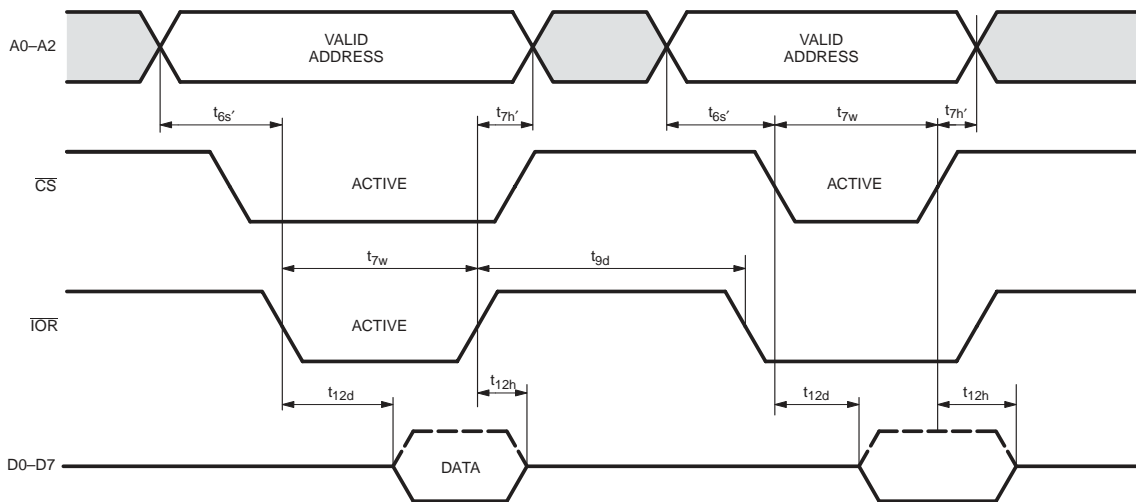 A0–A2
VALID
ADDRESS
VALID
ADDRESS
t6s′
t7h′
t6s′
t7w
t7h′
CS
ACTIVE
ACTIVE
t7w
t9d
IOR
ACTIVE
t12d
t12h
t12d
t12h
D0–D7
DATA